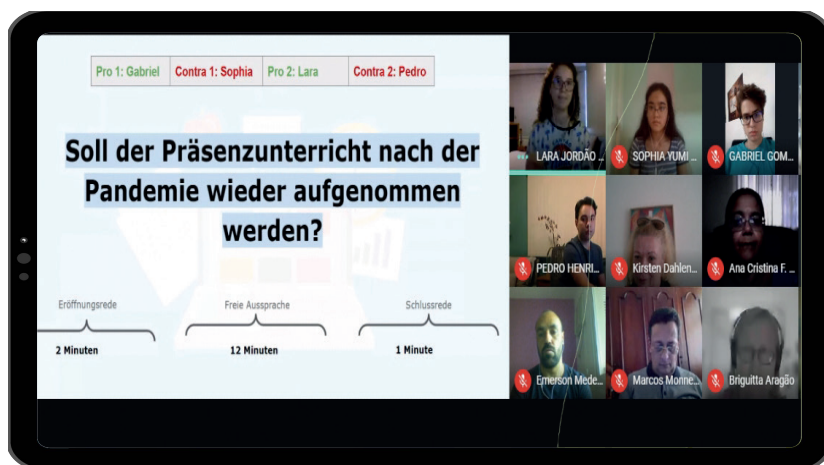 Pro 1: Gabriel Contra 1: Sophia Pro 2: Lara Contra 2: Pedro
Soll der Präsenzunterricht nach der
Pandemie wieder aufgenommen
werden?
Eröffnungsrede Freie Aussprache Schlussrede
2 Minuten 12 Minuten 1 Minute
LARA JORDÃO ... SOPHIA YUMI ... GABRIEL GOM...
PEDRO HENRI... Kirsten Dahlen... Ana Cristina F. ...
Emerson Mede... Marcos Monne... Briguitta Aragão